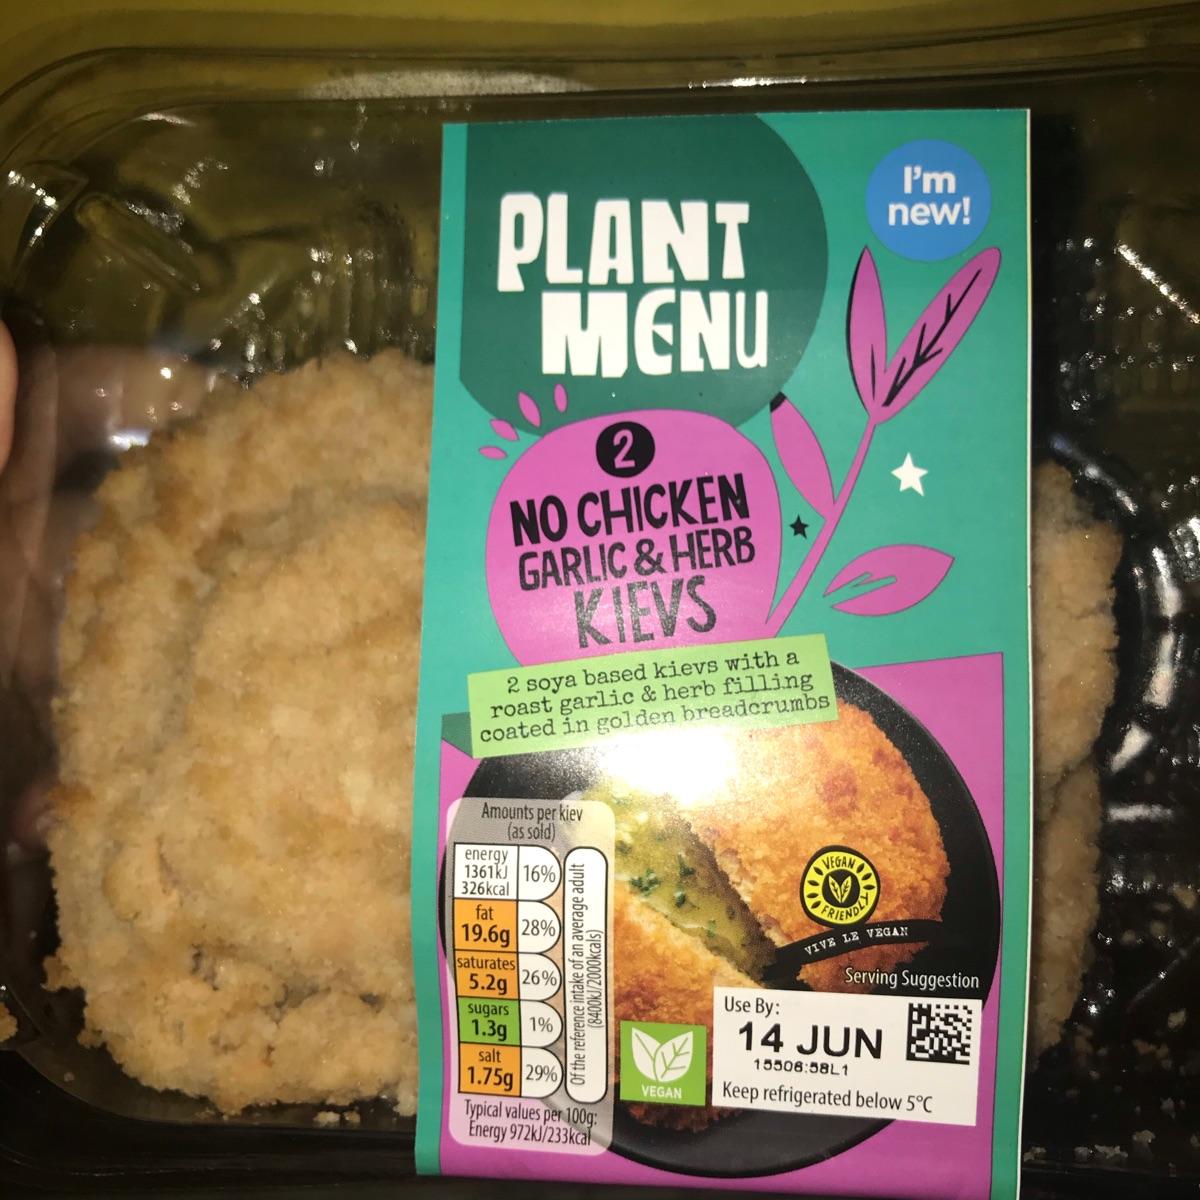 I'm
new!
PLANT
MENU
2
NO CHICKEN
GARLIC & HERB
KIEVS
2 soya based kievs with a
roast garlic & herb filling
coated in golden breadcrumbs
Amounts per kiev
(as sold)
energy
1361kJ
326kcal
16%
fat
19.6g
28%
saturates
5.2g
26%
sugars
1.3g
1%
salt
1.75g
29%
Of the reference intake of an average adult
(8400kJ/2000kcals)
Typical values per 100g:
Energy 972kJ/233kcal
VEGAN
FRIENDLY
VIVE LE VEGAN
Serving Suggestion
VEGAN
Use By:
14 JUN
15506:58L1
Keep refrigerated below 5°C